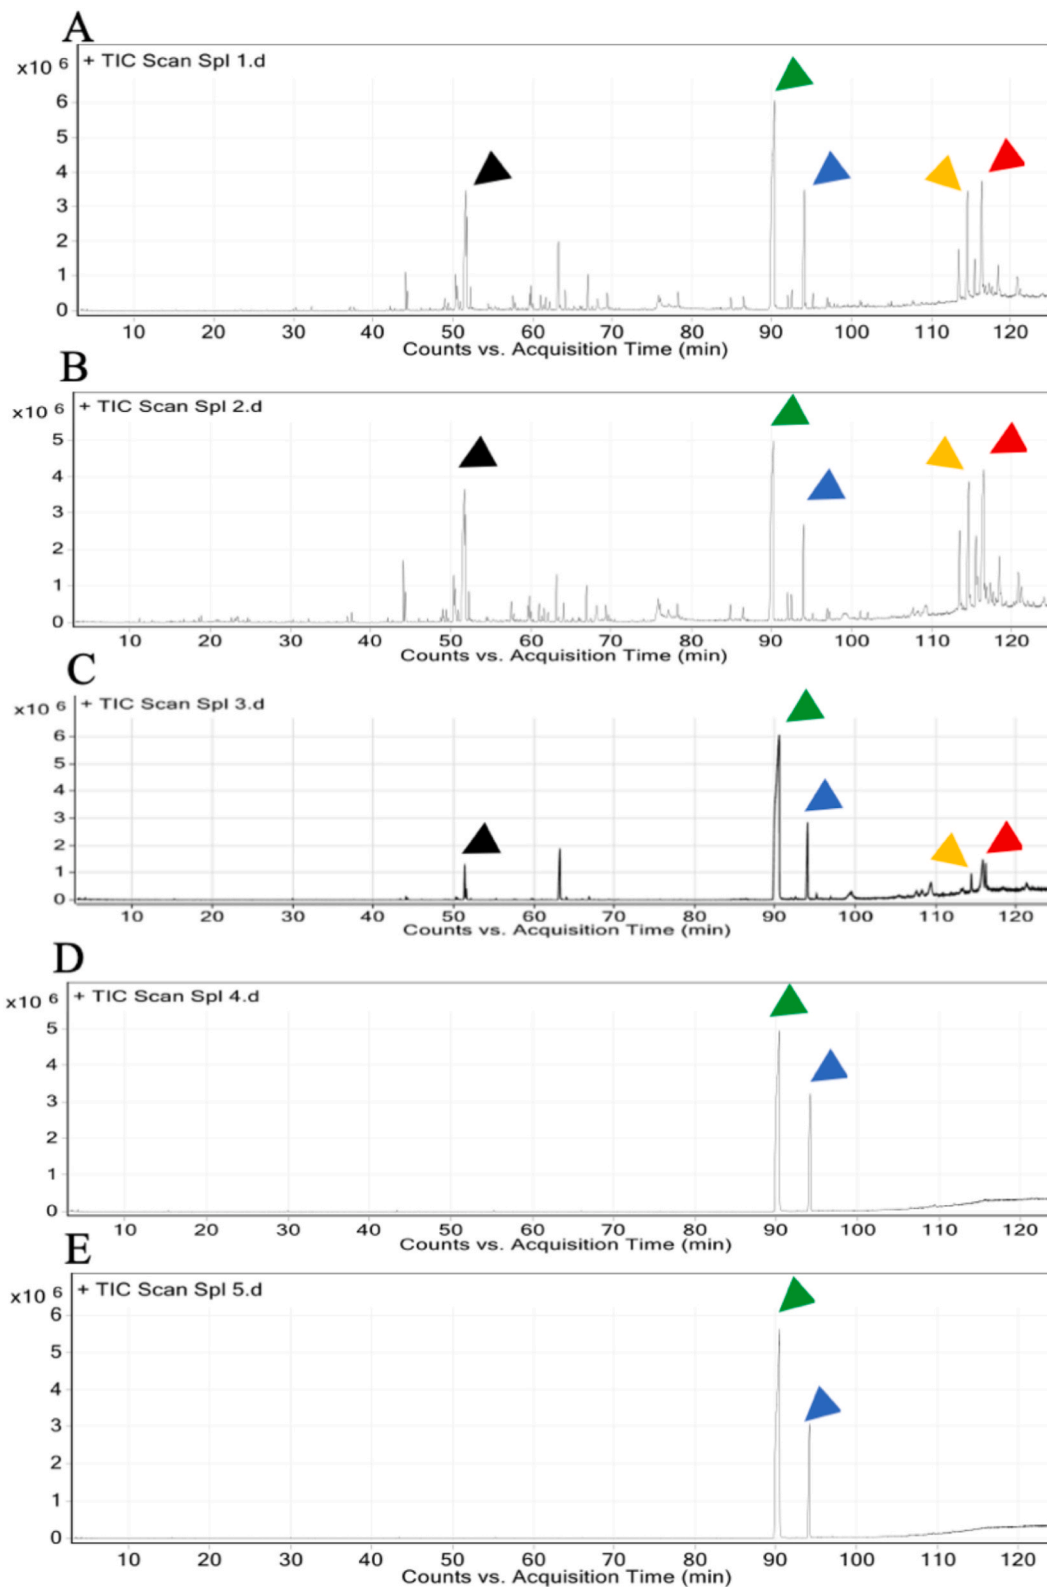 A
+ TIC Scan Spl 1.d
x10 6
6
5
4
3
2
1
0
10 20 30 40 50 60 70 80 90 100 110 120
Counts vs. Acquisition Time (min)
B
+ TIC Scan Spl 2.d
x10 6
5
4
3
2
1
0
10 20 30 40 50 60 70 80 90 100 110 120
Counts vs. Acquisition Time (min)
C
+ TIC Scan Spl 3.d
x10 6
6
5
4
3
2
1
0
10 20 30 40 50 60 70 80 90 100 110 120
Counts vs. Acquisition Time (min)
D
+ TIC Scan Spl 4.d
x10 6
5
4
3
2
1
0
10 20 30 40 50 60 70 80 90 100 110 120
Counts vs. Acquisition Time (min)
E
+ TIC Scan Spl 5.d
x10 6
6
5
4
3
2
1
0
10 20 30 40 50 60 70 80 90 100 110 120
Counts vs. Acquisition Time (min)